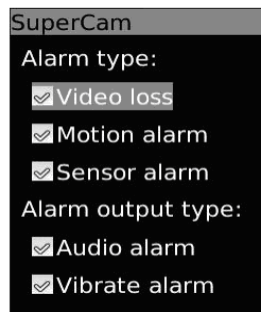 SuperCam
Alarm type:
Video loss
Motion alarm
Sensor alarm
Alarm output type:
Audio alarm
Vibrate alarm